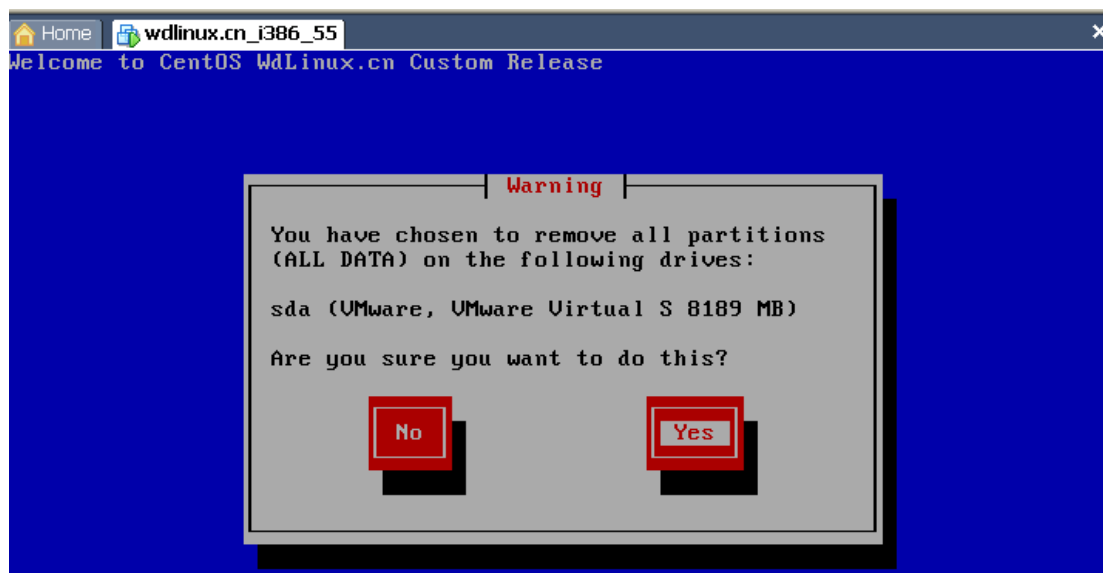 Home wdlinux.cn_i386_55
Welcome to CentOS WdLinux.cn Custom Release
Warning
You have chosen to remove all partitions
(ALL DATA) on the following drives:
sda (VMware, VMware Virtual S 8189 MB)
Are you sure you want to do this?
No Yes